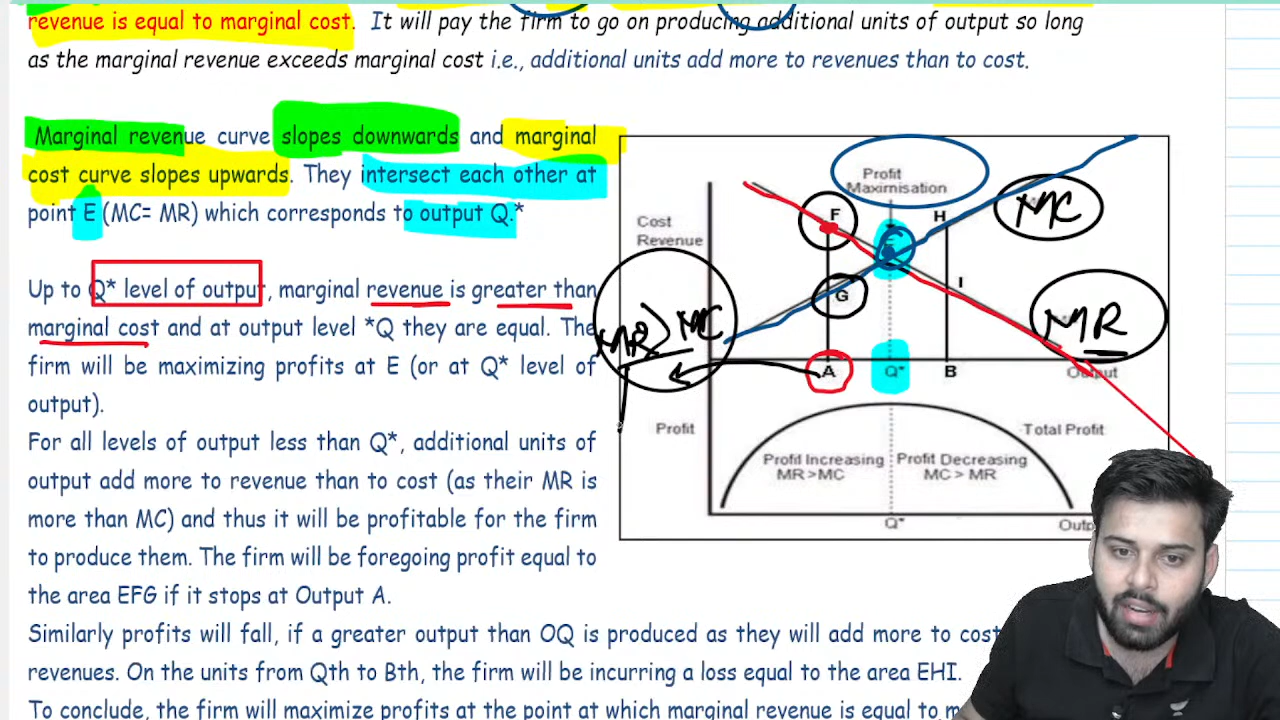 revenue is equal to marginal cost. It will pay the firm to go on producing additional units of output so long
as the marginal revenue exceeds marginal cost i.e., additional units add more to revenues than to cost.
Marginal revenue curve slopes downwards and marginal
cost curve slopes upwards. They intersect each other at
point E (MC= MR) which corresponds to output Q.*
Up to Q* level of output, marginal revenue is greater than
marginal cost and at output level *Q they are equal. The
firm will be maximizing profits at E (or at Q* level of
output).
For all levels of output less than Q*, additional units of
output add more to revenue than to cost (as their MR is
more than MC) and thus it will be profitable for the firm
to produce them. The firm will be foregoing profit equal to
the area EFG if it stops at Output A.
Similarly profits will fall, if a greater output than OQ is produced as they will add more to cost
revenues. On the units from Qth to Bth, the firm will be incurring a loss equal to the area EHI.
To conclude, the firm will maximize profits at the point at which marginal revenue is equal to
Profit
Maximisation
Cost
Revenue
F
E
H
MC
G
I
MR
MR > MC
A
Q*
B
Output
Profit
Total Profit
Profit Increasing
MR >MC
Profit Decreasing
MC > MR
Q*